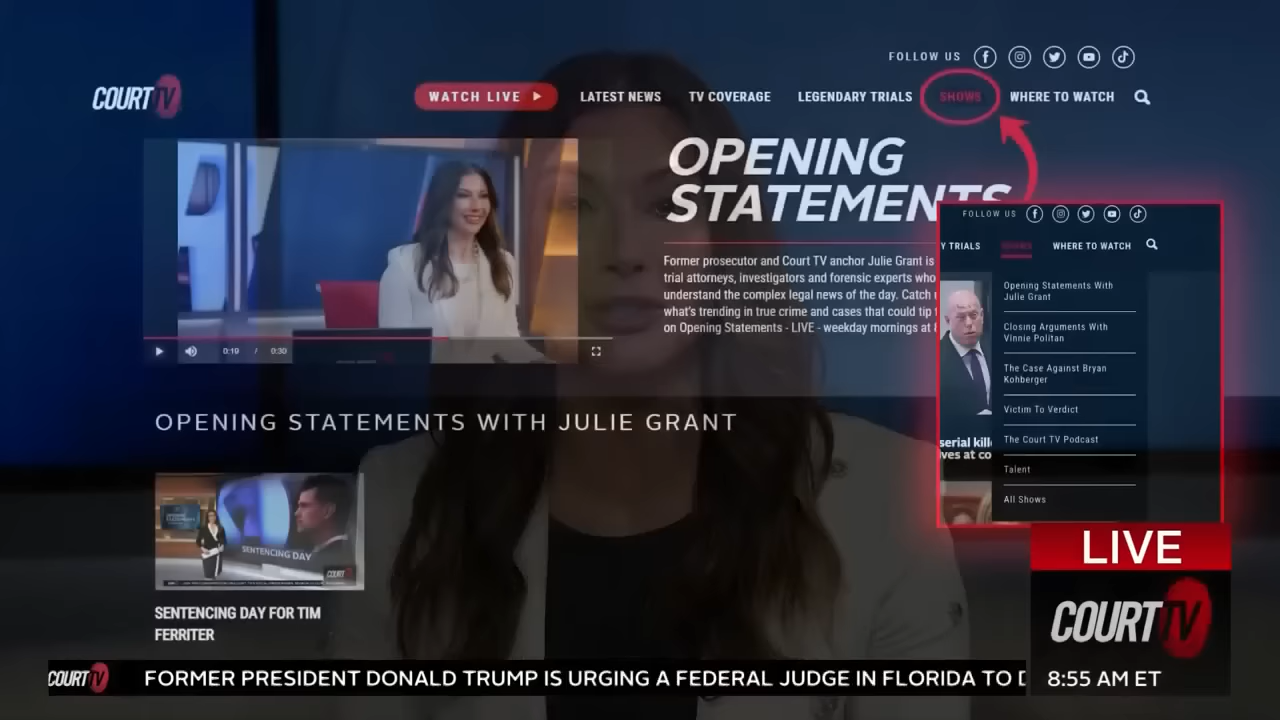 FOLLOW US
COURT TV
WATCH LIVE
LATEST NEWS
TV COVERAGE
LEGENDARY TRIALS
SHOWS
WHERE TO WATCH
OPENING
STATEMENTS
Former prosecutor and Court TV anchor Julie Grant is
trial attorneys, investigators and forensic experts who
understand the complex legal news of the day. Catch
what's trending in true crime and cases that could tip
on Opening Statements - LIVE - weekday mornings at
0:19 / 0:30
OPENING STATEMENTS WITH JULIE GRANT
SENTENCING DAY
COURT TV
SENTENCING DAY FOR TIM
FERRITER
FOLLOW US
Y TRIALS
SHOWS
WHERE TO WATCH
Opening Statements With
Julie Grant
Closing Arguments With
Vinnie Politan
The Case Against Bryan
Kohberger
Victim To Verdict
The Court TV Podcast
Talent
All Shows
serial kill
ves at co
LIVE
COURT TV
8:55 AM ET
COURT TV
FORMER PRESIDENT DONALD TRUMP IS URGING A FEDERAL JUDGE IN FLORIDA TO